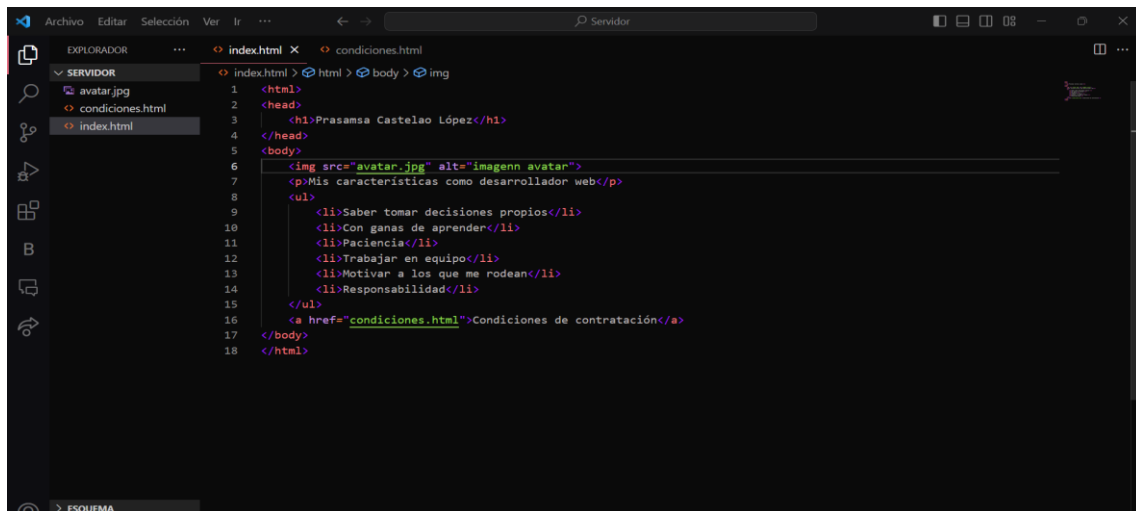 Archivo Editar Selección Ver Ir ... Servidor
EXPLORADOR ... index.html condiciones.html
SERVIDOR
avatar.jpg
condiciones.html
index.html
index.html > html > body > img
1 <html>
2 <head>
3 <h1>Prasamsa Castelao López</h1>
4 </head>
5 <body>
6 <img src="avatar.jpg" alt="imagenn avatar">
7 <p>Mis características como desarrollador web</p>
8 <ul>
9 <li>Saber tomar decisiones propios</li>
10 <li>Con ganas de aprender</li>
11 <li>Paciencia</li>
12 <li>Trabajar en equipo</li>
13 <li>Motivar a los que me rodean</li>
14 <li>Responsabilidad</li>
15 </ul>
16 <a href="condiciones.html">Condiciones de contratación</a>
17 </body>
18 </html>
B
ESQUEMA